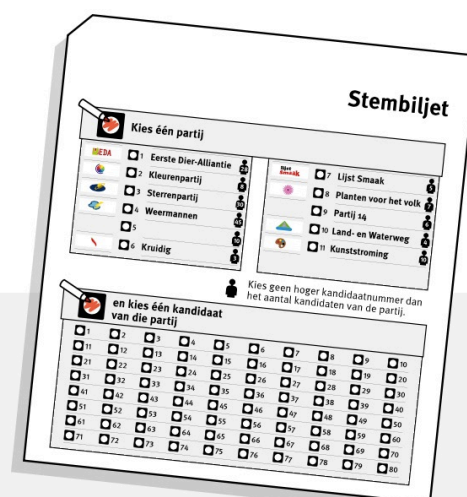 Stembiljet
Kies één partij
EDA
1 Eerste Dier-Alliantie
2 Kleurenpartij
3 Sterrenpartij
4 Weermannen
5
6 Kruidig
Lijst Smaak
7 Lijst Smaak
8 Planten voor het volk
9 Partij 14
10 Land- en Waterweg
11 Kunststroming
Kies geen hoger kandidaatnummer dan
het aantal kandidaten van de partij.
en kies één kandidaat
van die partij
1 2 3 4 5 6 7 8 9 10
11 12 13 14 15 16 17 18 19 20
21 22 23 24 25 26 27 28 29 30
31 32 33 34 35 36 37 38 39 40
41 42 43 44 45 46 47 48 49 50
51 52 53 54 55 56 57 58 59 60
61 62 63 64 65 66 67 68 69 70
71 72 73 74 75 76 77 78 79 80